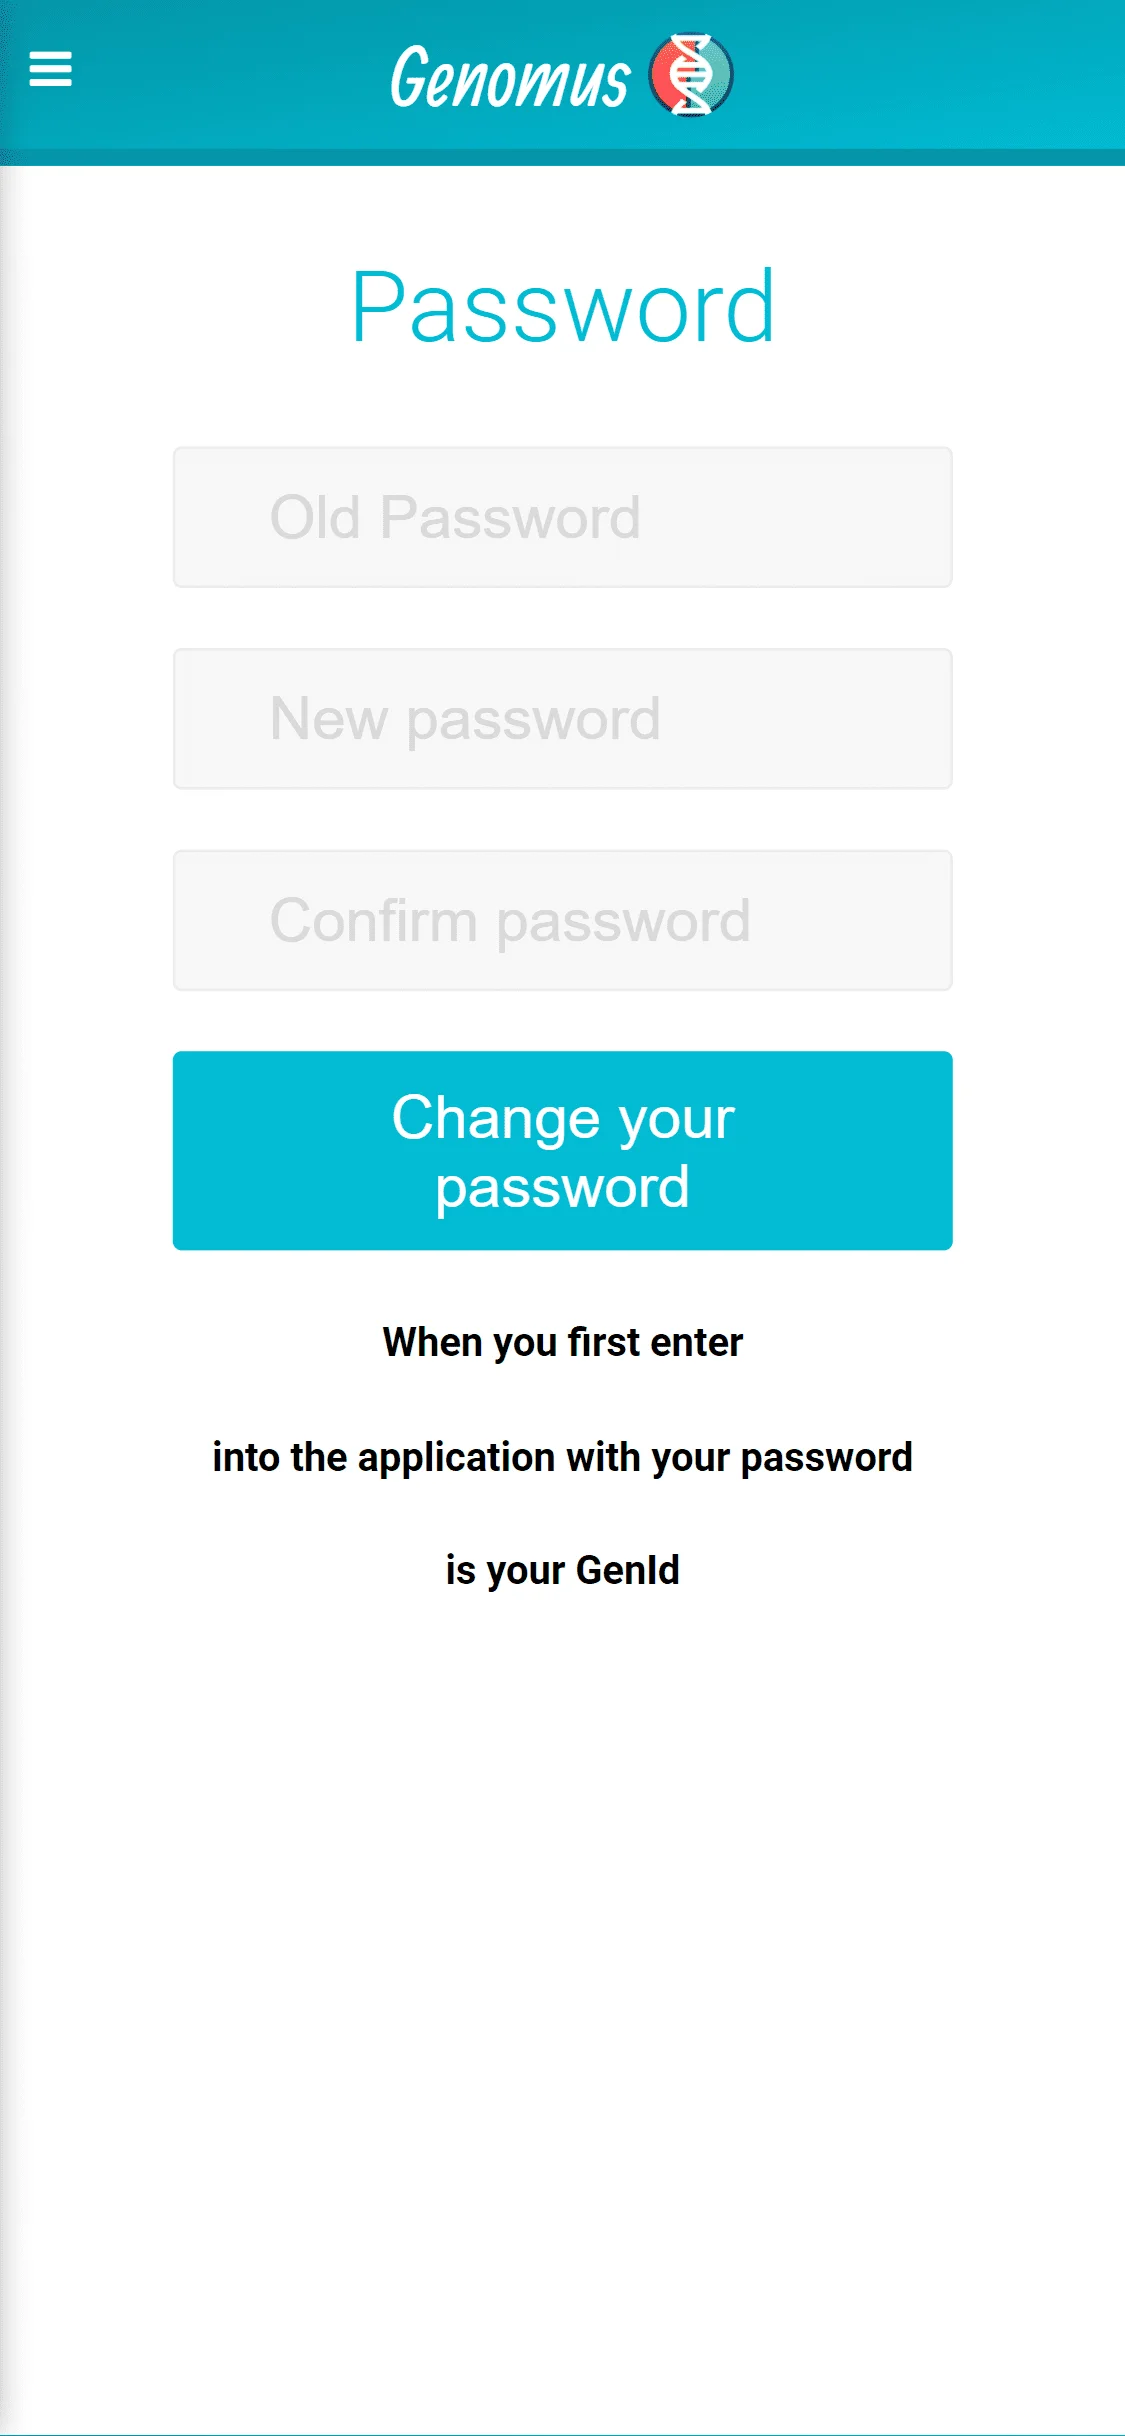 Genomus
Password
Old Password
New password
Confirm password
Change your
password
When you first enter
into the application with your password
is your GenId